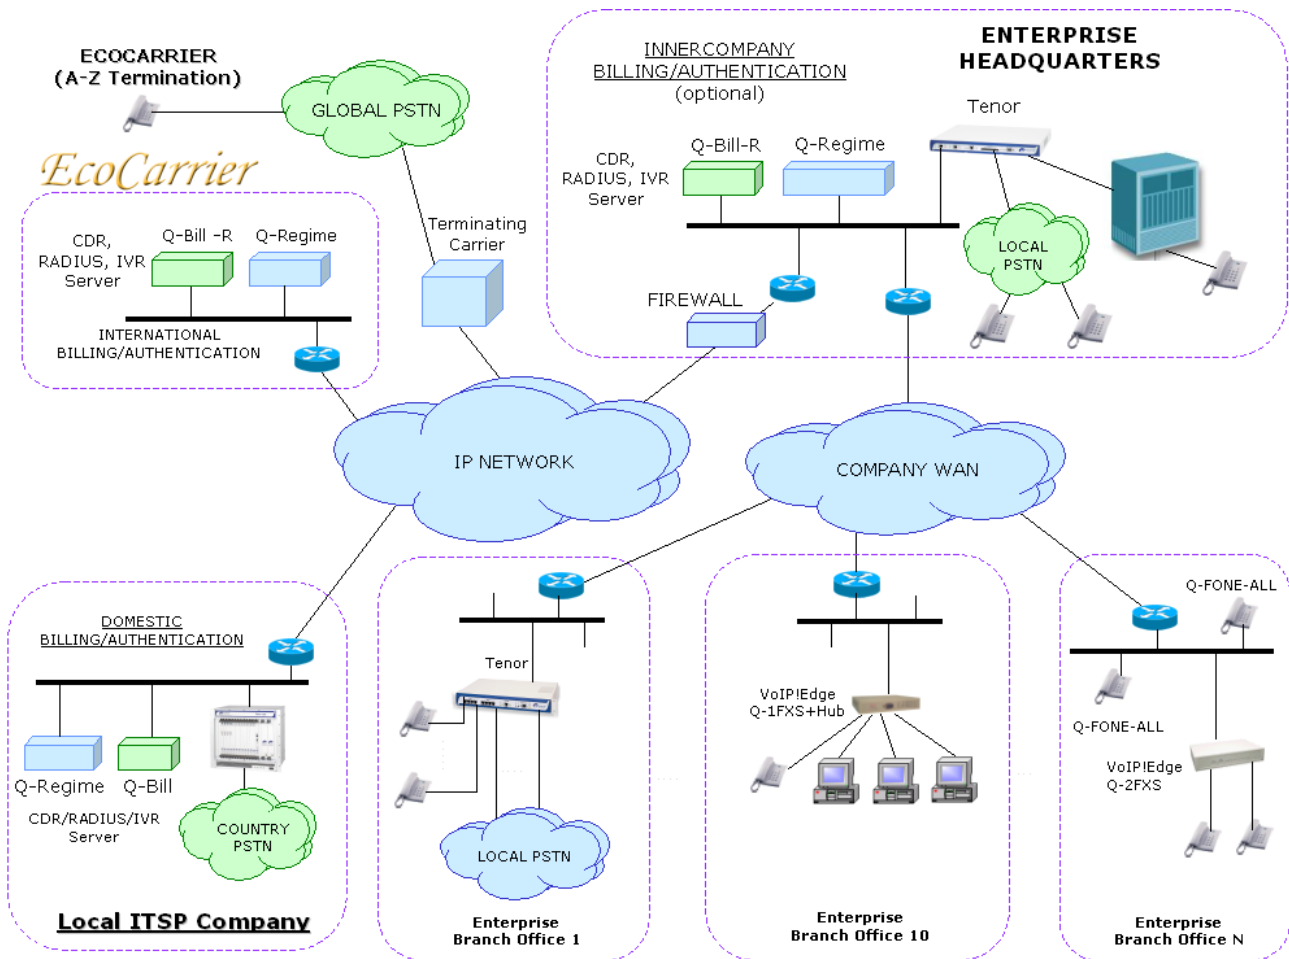 ECOCARRIER
(A-Z Termination)
GLOBAL PSTN
EcoCarrier
CDR,
RADIUS, IVR
Server
Q-Bill -R
Q-Regime
INTERNATIONAL
BILLING/AUTHENTICATION
Terminating
Carrier
INNERCOMPANY
BILLING/AUTHENTICATION
(optional)
ENTERPRISE
HEADQUARTERS
Tenor
CDR,
RADIUS, IVR
Server
Q-Bill-R
Q-Regime
LOCAL
PSTN
FIREWALL
IP NETWORK
COMPANY WAN
DOMESTIC
BILLING/AUTHENTICATION
Q-Regime
Q-Bill
CDR/RADIUS/IVR
Server
COUNTRY
PSTN
Local ITSP Company
Tenor
LOCAL PSTN
Enterprise
Branch Office 1
VoIP!Edge
Q-1FXS+Hub
Enterprise
Branch Office 10
Q-FONE-ALL
Q-FONE-ALL
VoIP!Edge
Q-2FXS
Enterprise
Branch Office N